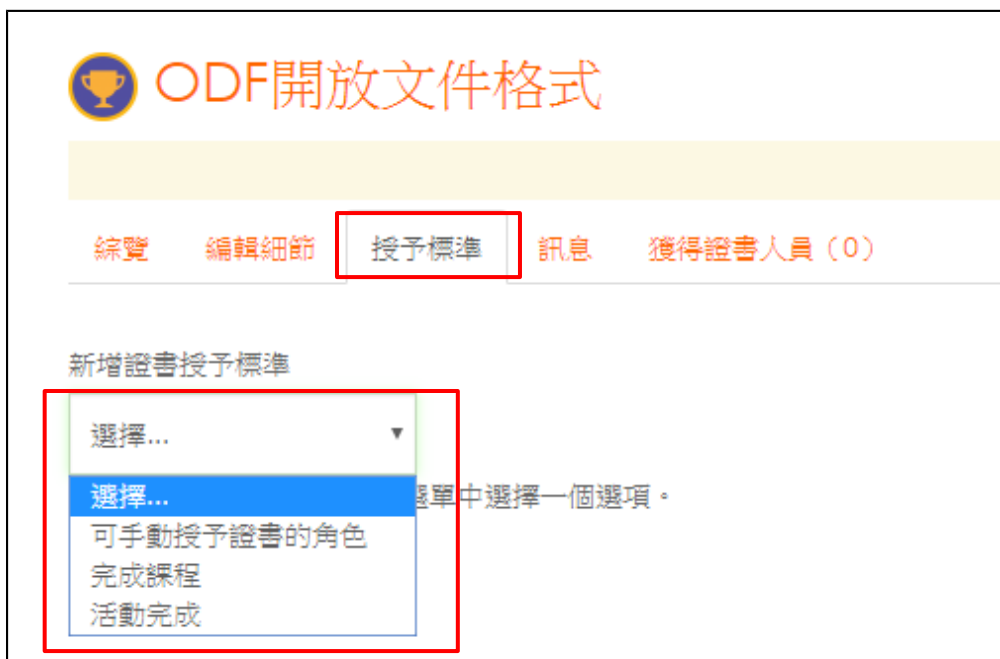 ODF開放文件格式
綜覽 編輯細節 授予標準 訊息 獲得證書人員（0）
新增證書授予標準
選擇...
選擇...
選單中選擇一個選項。
可手動授予證書的角色
完成課程
活動完成